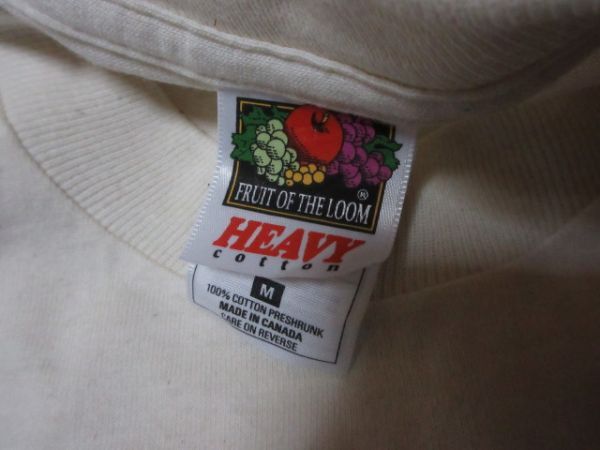 FRUIT OF THE LOOM ®
HEAVY
cotton
M
100% COTTON PRESHRUNK
MADE IN CANADA
CARE ON REVERSE